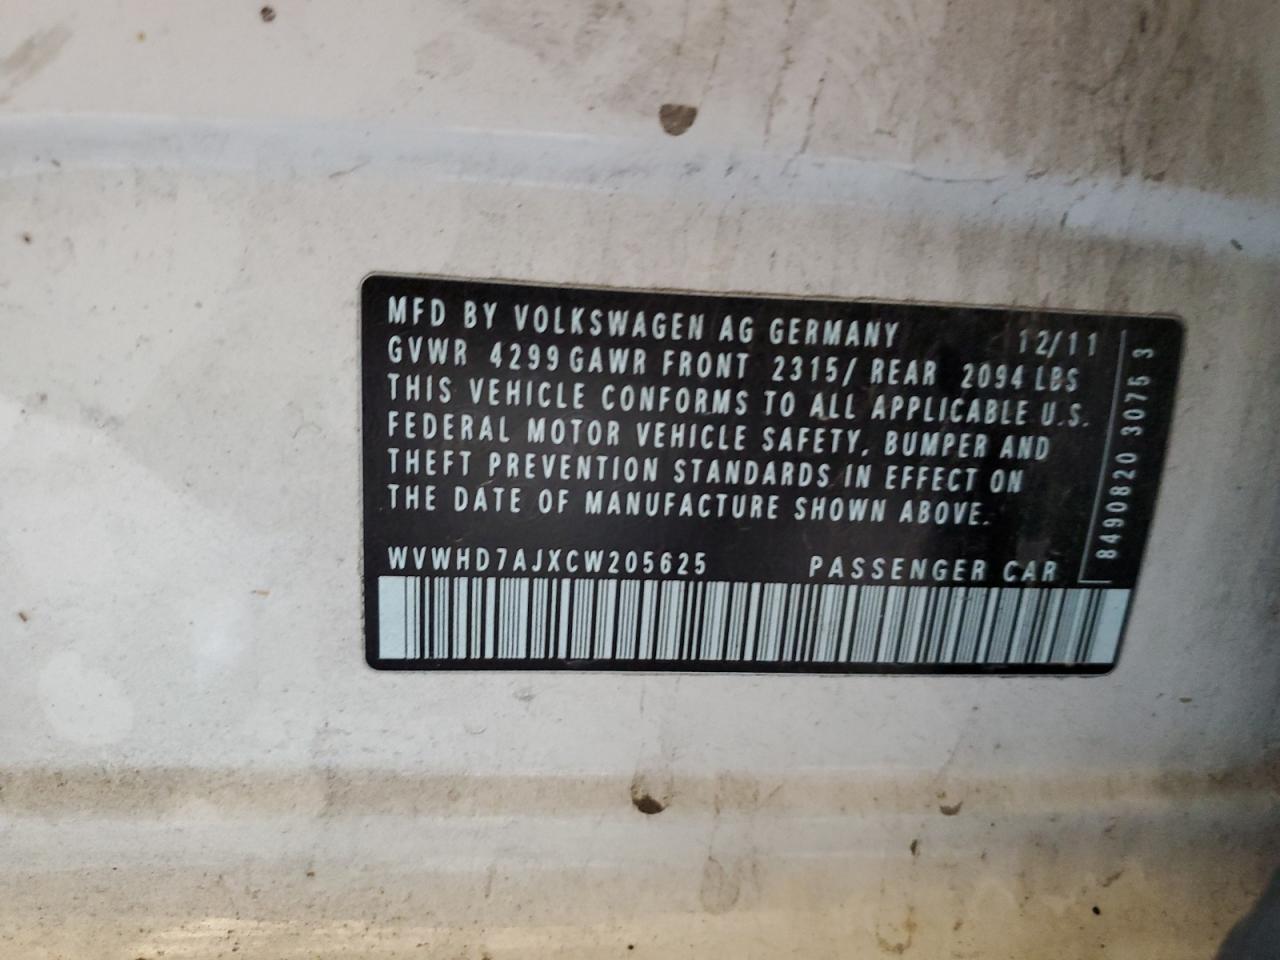 MFD BY VOLKSWAGEN AG GERMANY 12/11
GVWR 4299 GAWR FRONT 2315/ REAR 2094 LBS
THIS VEHICLE CONFORMS TO ALL APPLICABLE U.S.
FEDERAL MOTOR VEHICLE SAFETY, BUMPER AND
THEFT PREVENTION STANDARDS IN EFFECT ON
THE DATE OF MANUFACTURE SHOWN ABOVE.
WVWHD7AJXCW205625 PASSENGER CAR
8490820 3075 3